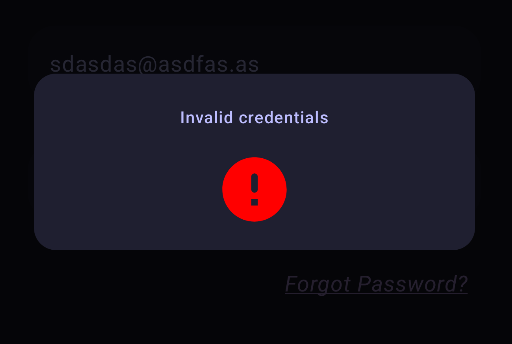 sdasdas@asdfas.as
Invalid credentials
Forgot Password?